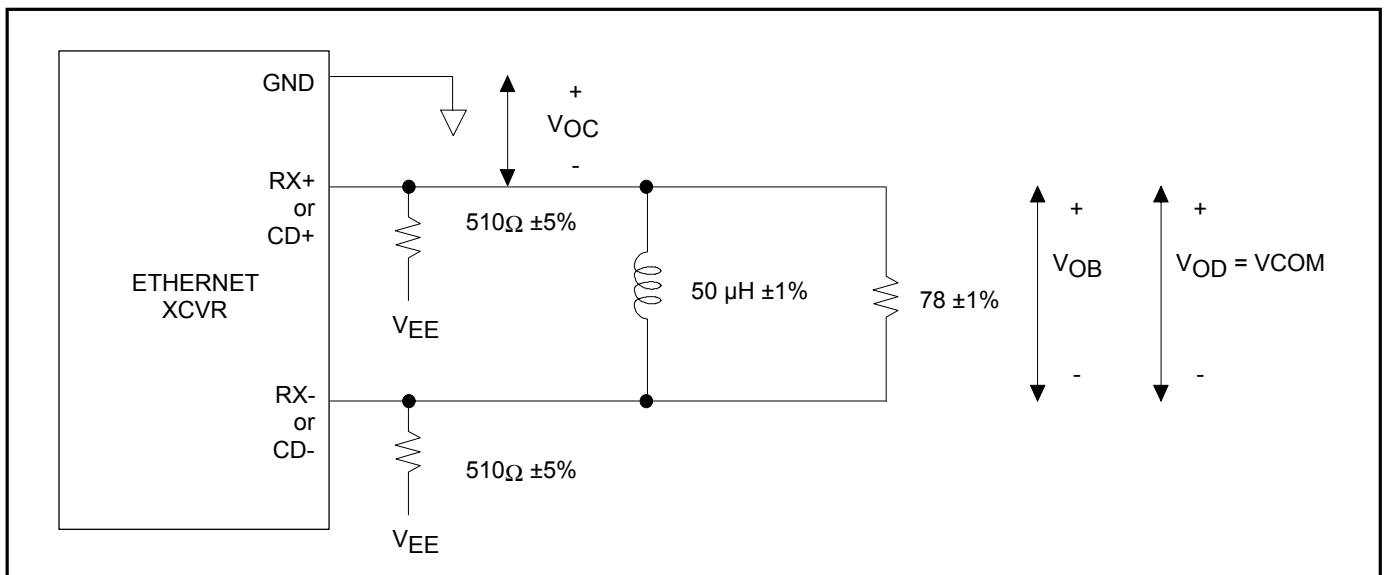 GND
+
VOC
-
RX+
or
CD+
510Ω ±5%
VEE
ETHERNET
XCVR
50 µH ±1%
78 ±1%
+
VOB
-
+
VOD = VCOM
-
RX-
or
CD-
510Ω ±5%
VEE